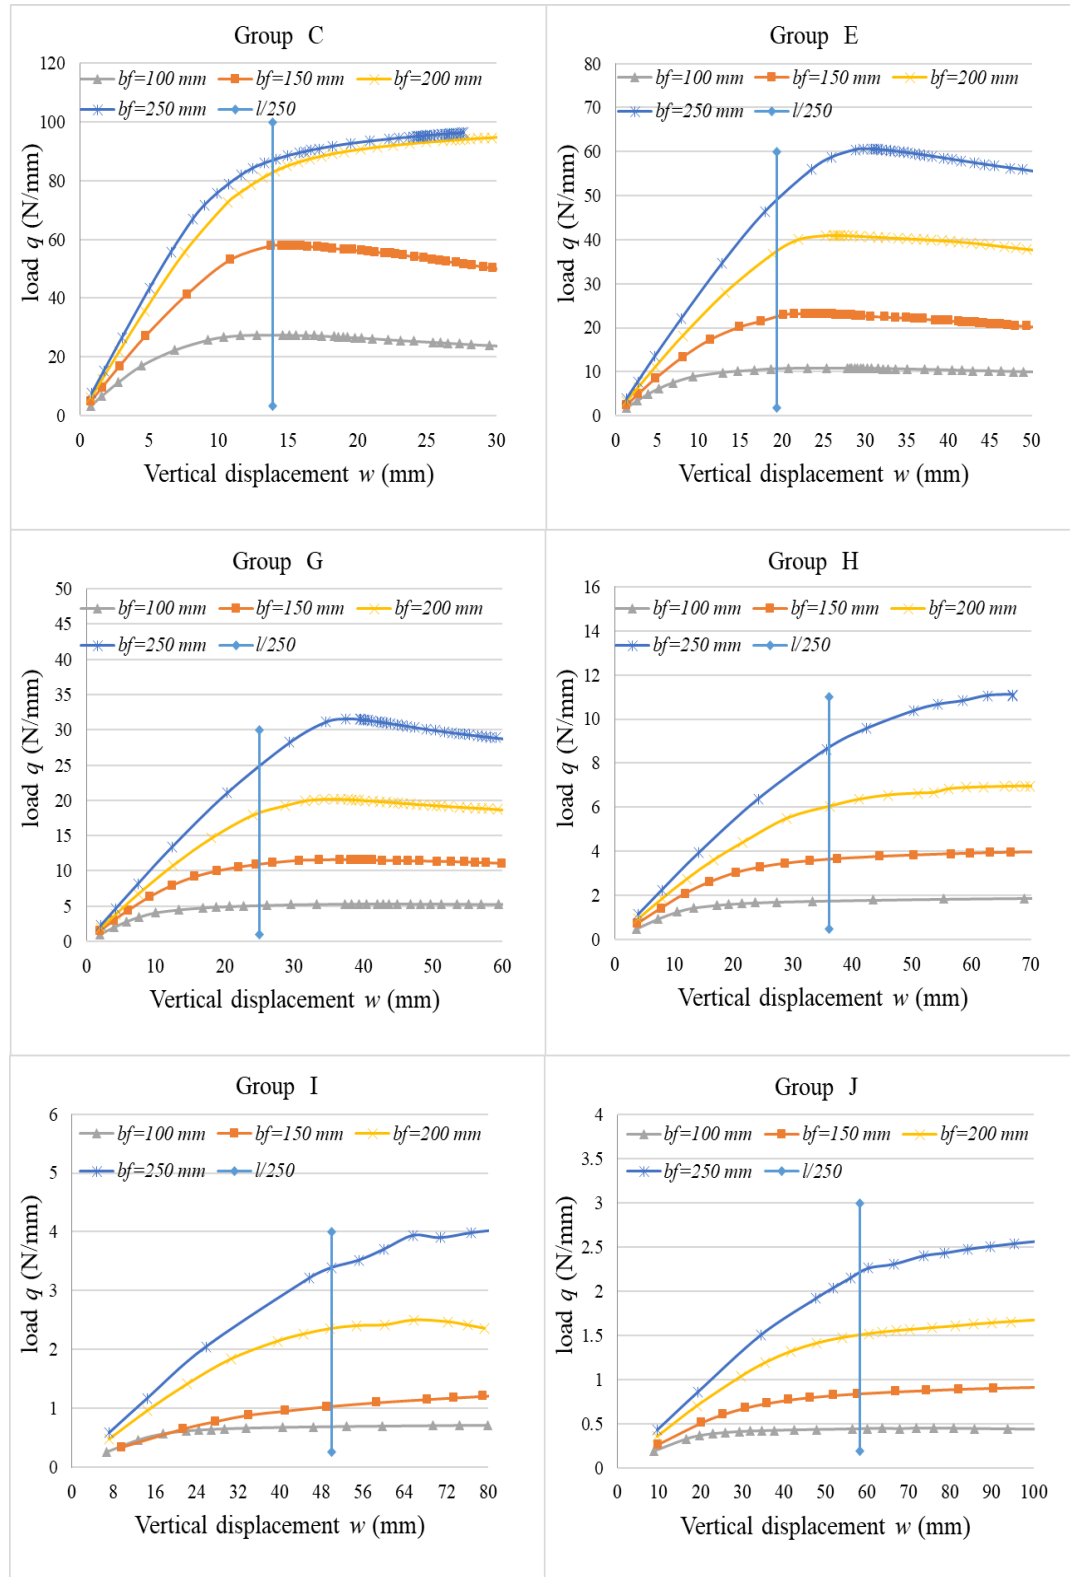 Group C
120
100
80
60
40
20
0
bf=100 mm bf=150 mm bf=200 mm
bf=250 mm l/250
load q (N/mm)
0 5 10 15 20 25 30
Vertical displacement w (mm)
Group E
80
70
60
50
40
30
20
10
0
bf=100 mm bf=150 mm bf=200 mm
bf=250 mm l/250
load q (N/mm)
0 5 10 15 20 25 30 35 40 45 50
Vertical displacement w (mm)
Group G
50
45
40
35
30
25
20
15
10
5
0
bf=100 mm bf=150 mm bf=200 mm
bf=250 mm l/250
load q (N/mm)
0 10 20 30 40 50 60
Vertical displacement w (mm)
Group H
16
14
12
10
8
6
4
2
0
bf=100 mm bf=150 mm bf=200 mm
bf=250 mm l/250
load q (N/mm)
0 10 20 30 40 50 60 70
Vertical displacement w (mm)
Group I
6
5
4
3
2
1
0
bf=100 mm bf=150 mm bf=200 mm
bf=250 mm l/250
load q (N/mm)
0 8 16 24 32 40 48 56 64 72 80
Vertical displacement w (mm)
Group J
4
3.5
3
2.5
2
1.5
1
0.5
0
bf=100 mm bf=150 mm bf=200 mm
bf=250 mm l/250
load q (N/mm)
0 10 20 30 40 50 60 70 80 90 100
Vertical displacement w (mm)